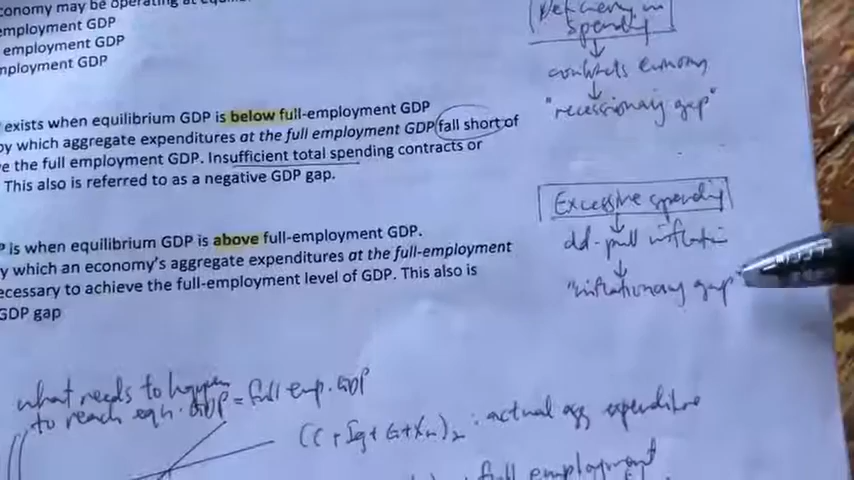 conomy may be operating at equili
employment GDP
employment GDP
mployment GDP
exists when equilibrium GDP is below full-employment GDP
by which aggregate expenditures at the full employment GDP fall short of
ve the full employment GDP. Insufficient total spending contracts or
This also is referred to as a negative GDP gap.
P is when equilibrium GDP is above full-employment GDP.
y which an economy's aggregate expenditures at the full-employment
ecessary to achieve the full-employment level of GDP. This also is
GDP gap
Deficiency in
spending
contracts economy
"recessionary gap"
Excessive spending
dd-pull inflation
"inflationary gap"
what needs to happen
to reach eqn. GDP = full emp. GDP
(C + Ig + G + Xn)2 : actual agg expenditure
full employment